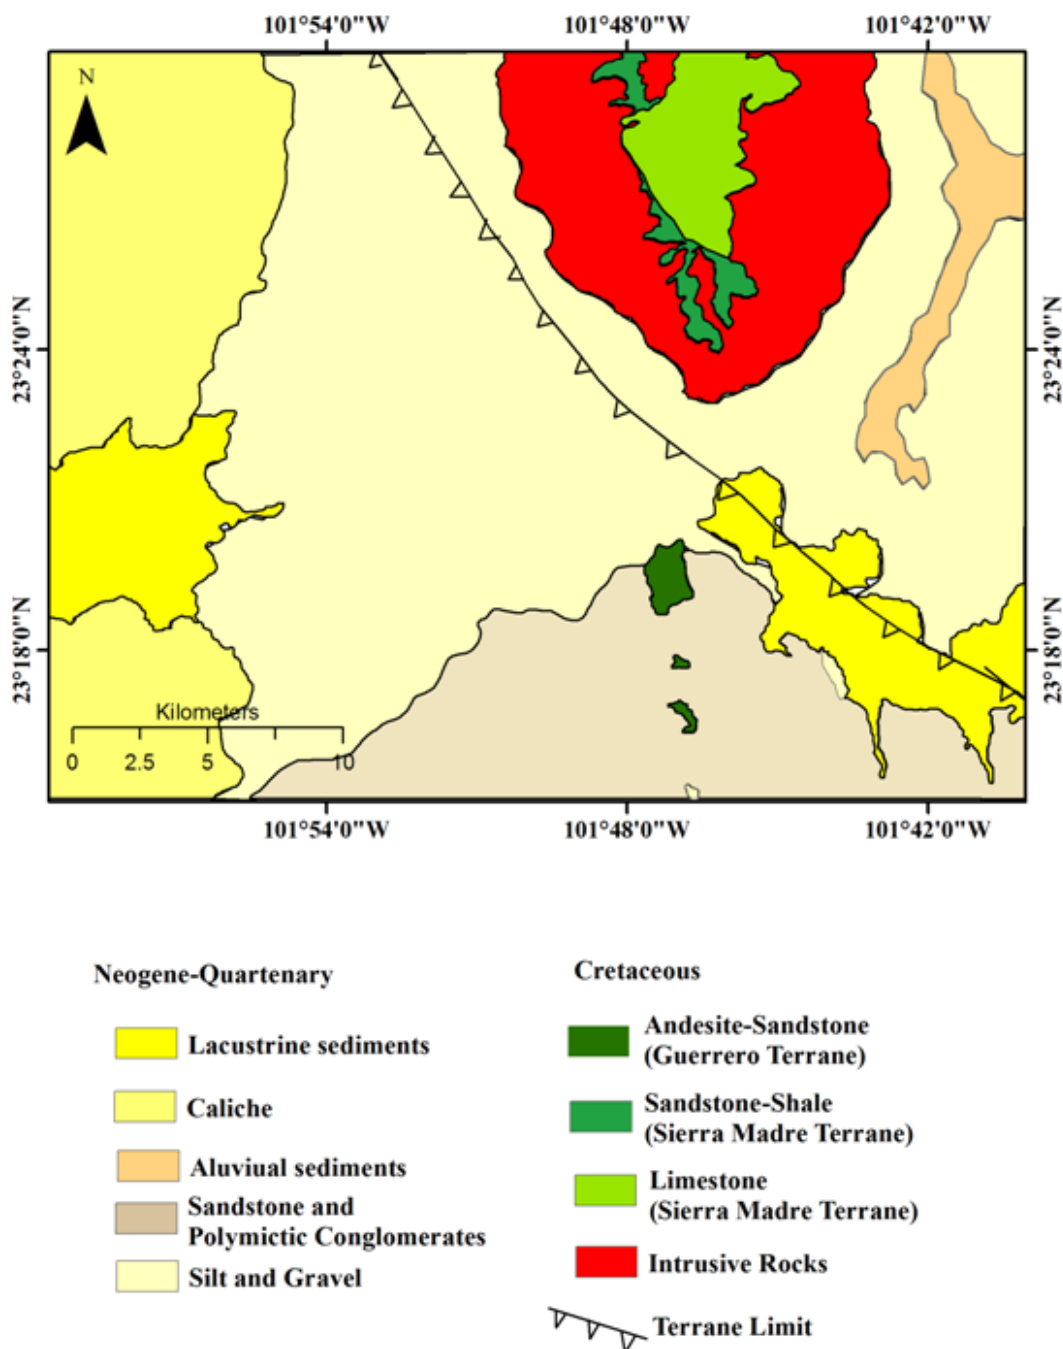 101°54'0"W 101°48'0"W 101°42'0"W
N
23°24'0"N 23°24'0"N
23°18'0"N 23°18'0"N
Kilometers
0 2.5 5 10
101°54'0"W 101°48'0"W 101°42'0"W
Neogene-Quartenary
Lacustrine sediments
Caliche
Aluviual sediments
Sandstone and
Polymictic Conglomerates
Silt and Gravel
Cretaceous
Andesite-Sandstone
(Guerrero Terrane)
Sandstone-Shale
(Sierra Madre Terrane)
Limestone
(Sierra Madre Terrane)
Intrusive Rocks
Terrane Limit